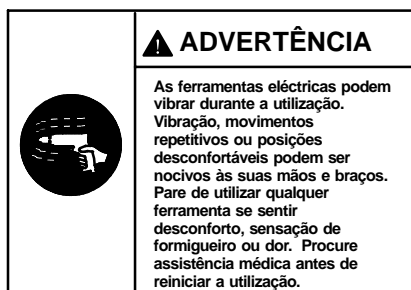 ADVERTÊNCIA
As ferramentas eléctricas podem
vibrar durante a utilização.
Vibração, movimentos
repetitivos ou posições
desconfortáveis podem ser
nocivos às suas mãos e braços.
Pare de utilizar qualquer
ferramenta se sentir
desconforto, sensação de
formigueiro ou dor.  Procure
assistência médica antes de
reiniciar a utilização.